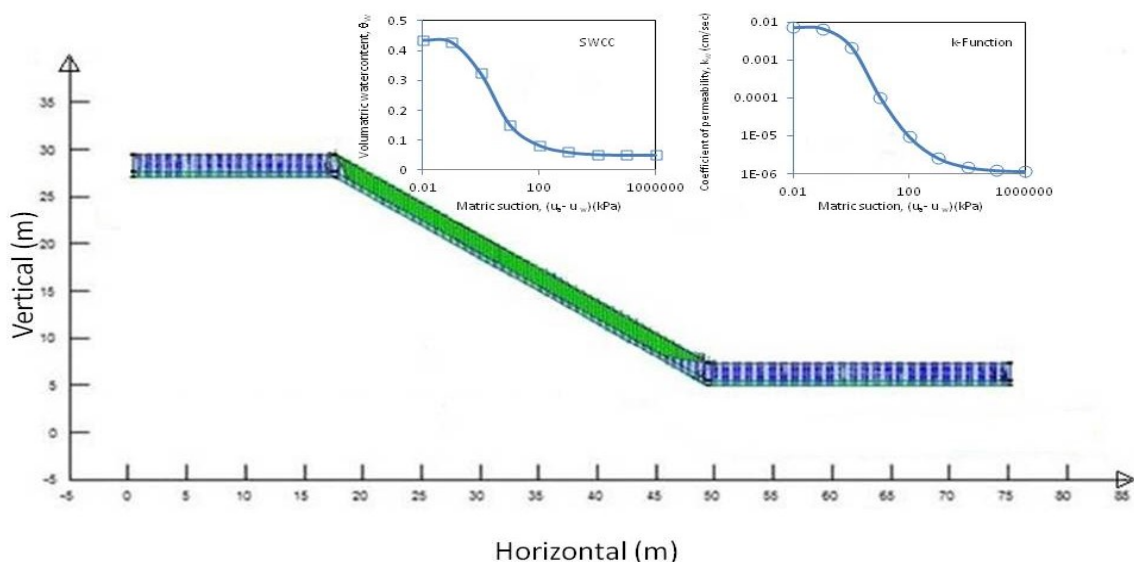 0.5
0.4
0.3
0.2
0.1
0
Volumatric watercontent, θw
SWCC
0.01
100
1000000
Matric suction, (ua- uw)(kPa)
0.01
0.001
0.0001
1E-05
1E-06
Coefficient of permeability, kw (cm/sec)
k-Function
0.01
100
1000000
Matric suction, (ua- uw)(kPa)
Vertical (m)
35
30
25
20
15
10
5
0
-5
-5 0 5 10 15 20 25 30 35 40 45 50 55 60 65 70 75 80 85
Horizontal (m)